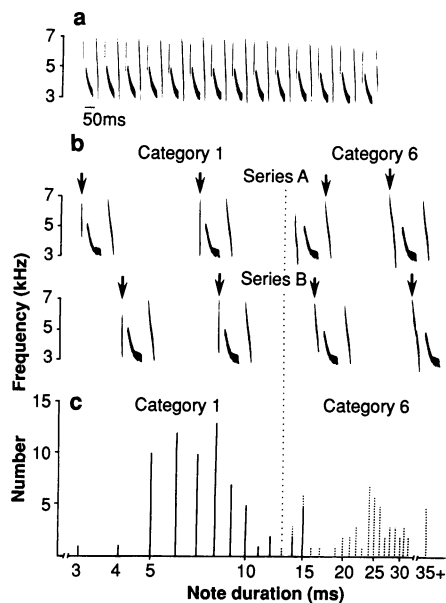 a
7
5
3
50ms
b
Category 1
Series A
Category 6
7
5
3
Series B
7
5
3
Frequency (kHz)
c
Category 1
Category 6
15
10
5
Number
3 4 5 10 15 20 25 30 35+
Note duration (ms)